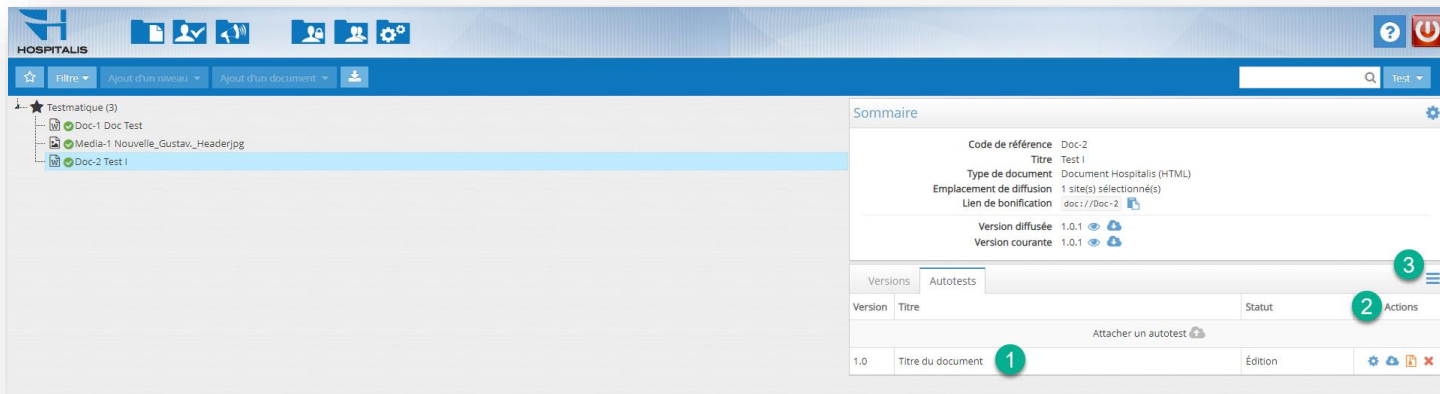 HOSPITALIS
Filtre Ajout d'un niveau Ajout d'un document Test
Testmatique (3)
Doc-1 Doc Test
Media-1 Nouvelle_Gustav._Headerjpg
Doc-2 Test I
Sommaire
Code de référence Doc-2
Titre Test I
Type de document Document Hospitalis (HTML)
Emplacement de diffusion 1 site(s) sélectionné(s)
Lien de bonification doc://Doc-2
Version diffusée 1.0.1
Version courante 1.0.1
3
Versions Autotests
Version Titre Statut 2 Actions
Attacher un autotest
1.0 Titre du document 1 Édition